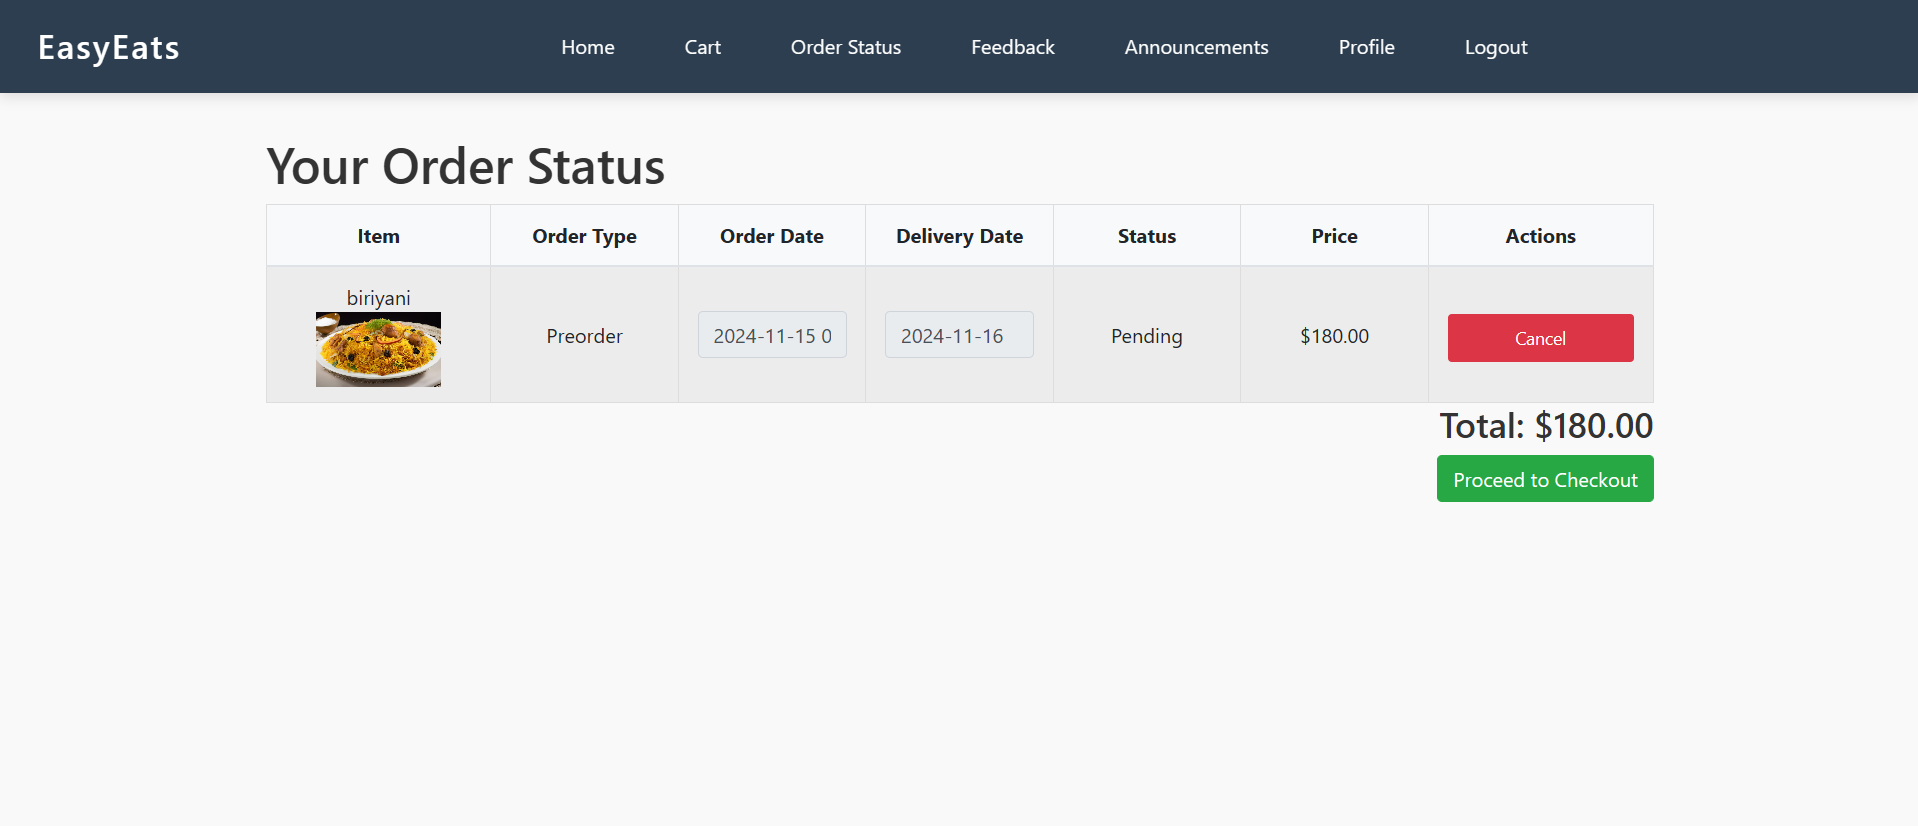 EasyEats
Home Cart Order Status Feedback Announcements Profile Logout
Your Order Status
Item Order Type Order Date Delivery Date Status Price Actions
biriyani
Preorder 2024-11-15 0 2024-11-16 Pending $180.00 Cancel
Total: $180.00
Proceed to Checkout